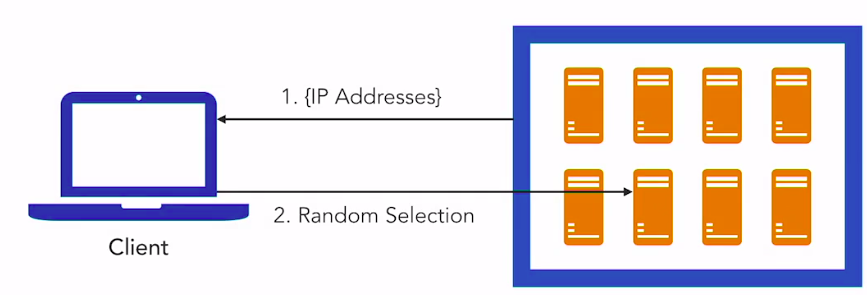 1. {IP Addresses}
2. Random Selection
Client